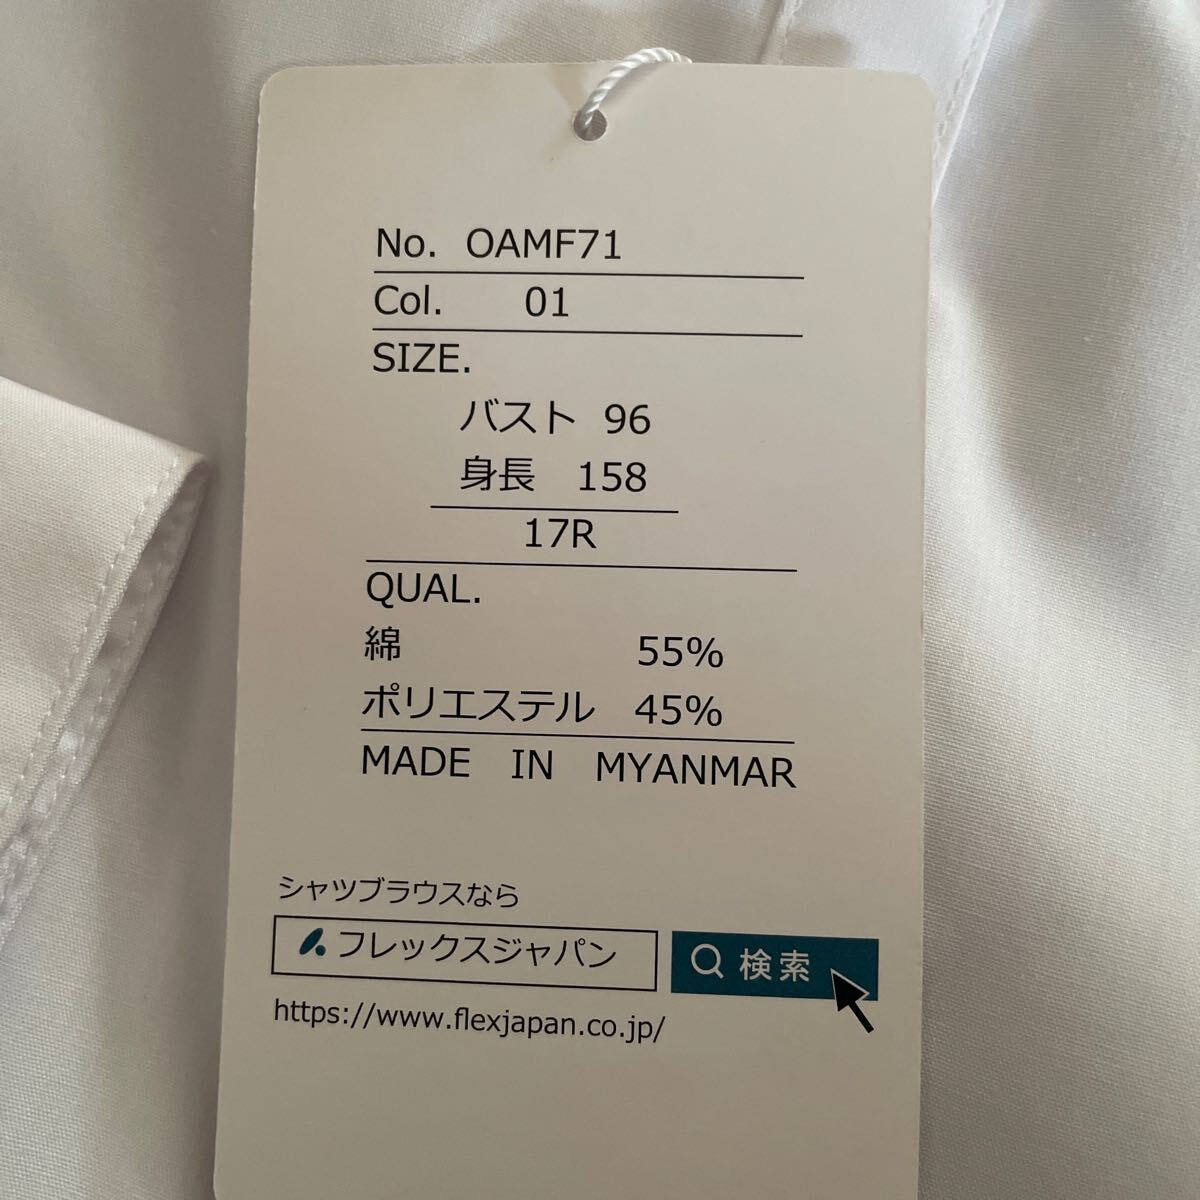 No. OAMF71
Col. 01
SIZE.
バスト 96
身長 158
17R
QUAL.
綿 55%
ポリエステル 45%
MADE IN MYANMAR
シャツブラウスなら
フレックスジャパン 検索
https://www.flexjapan.co.jp/